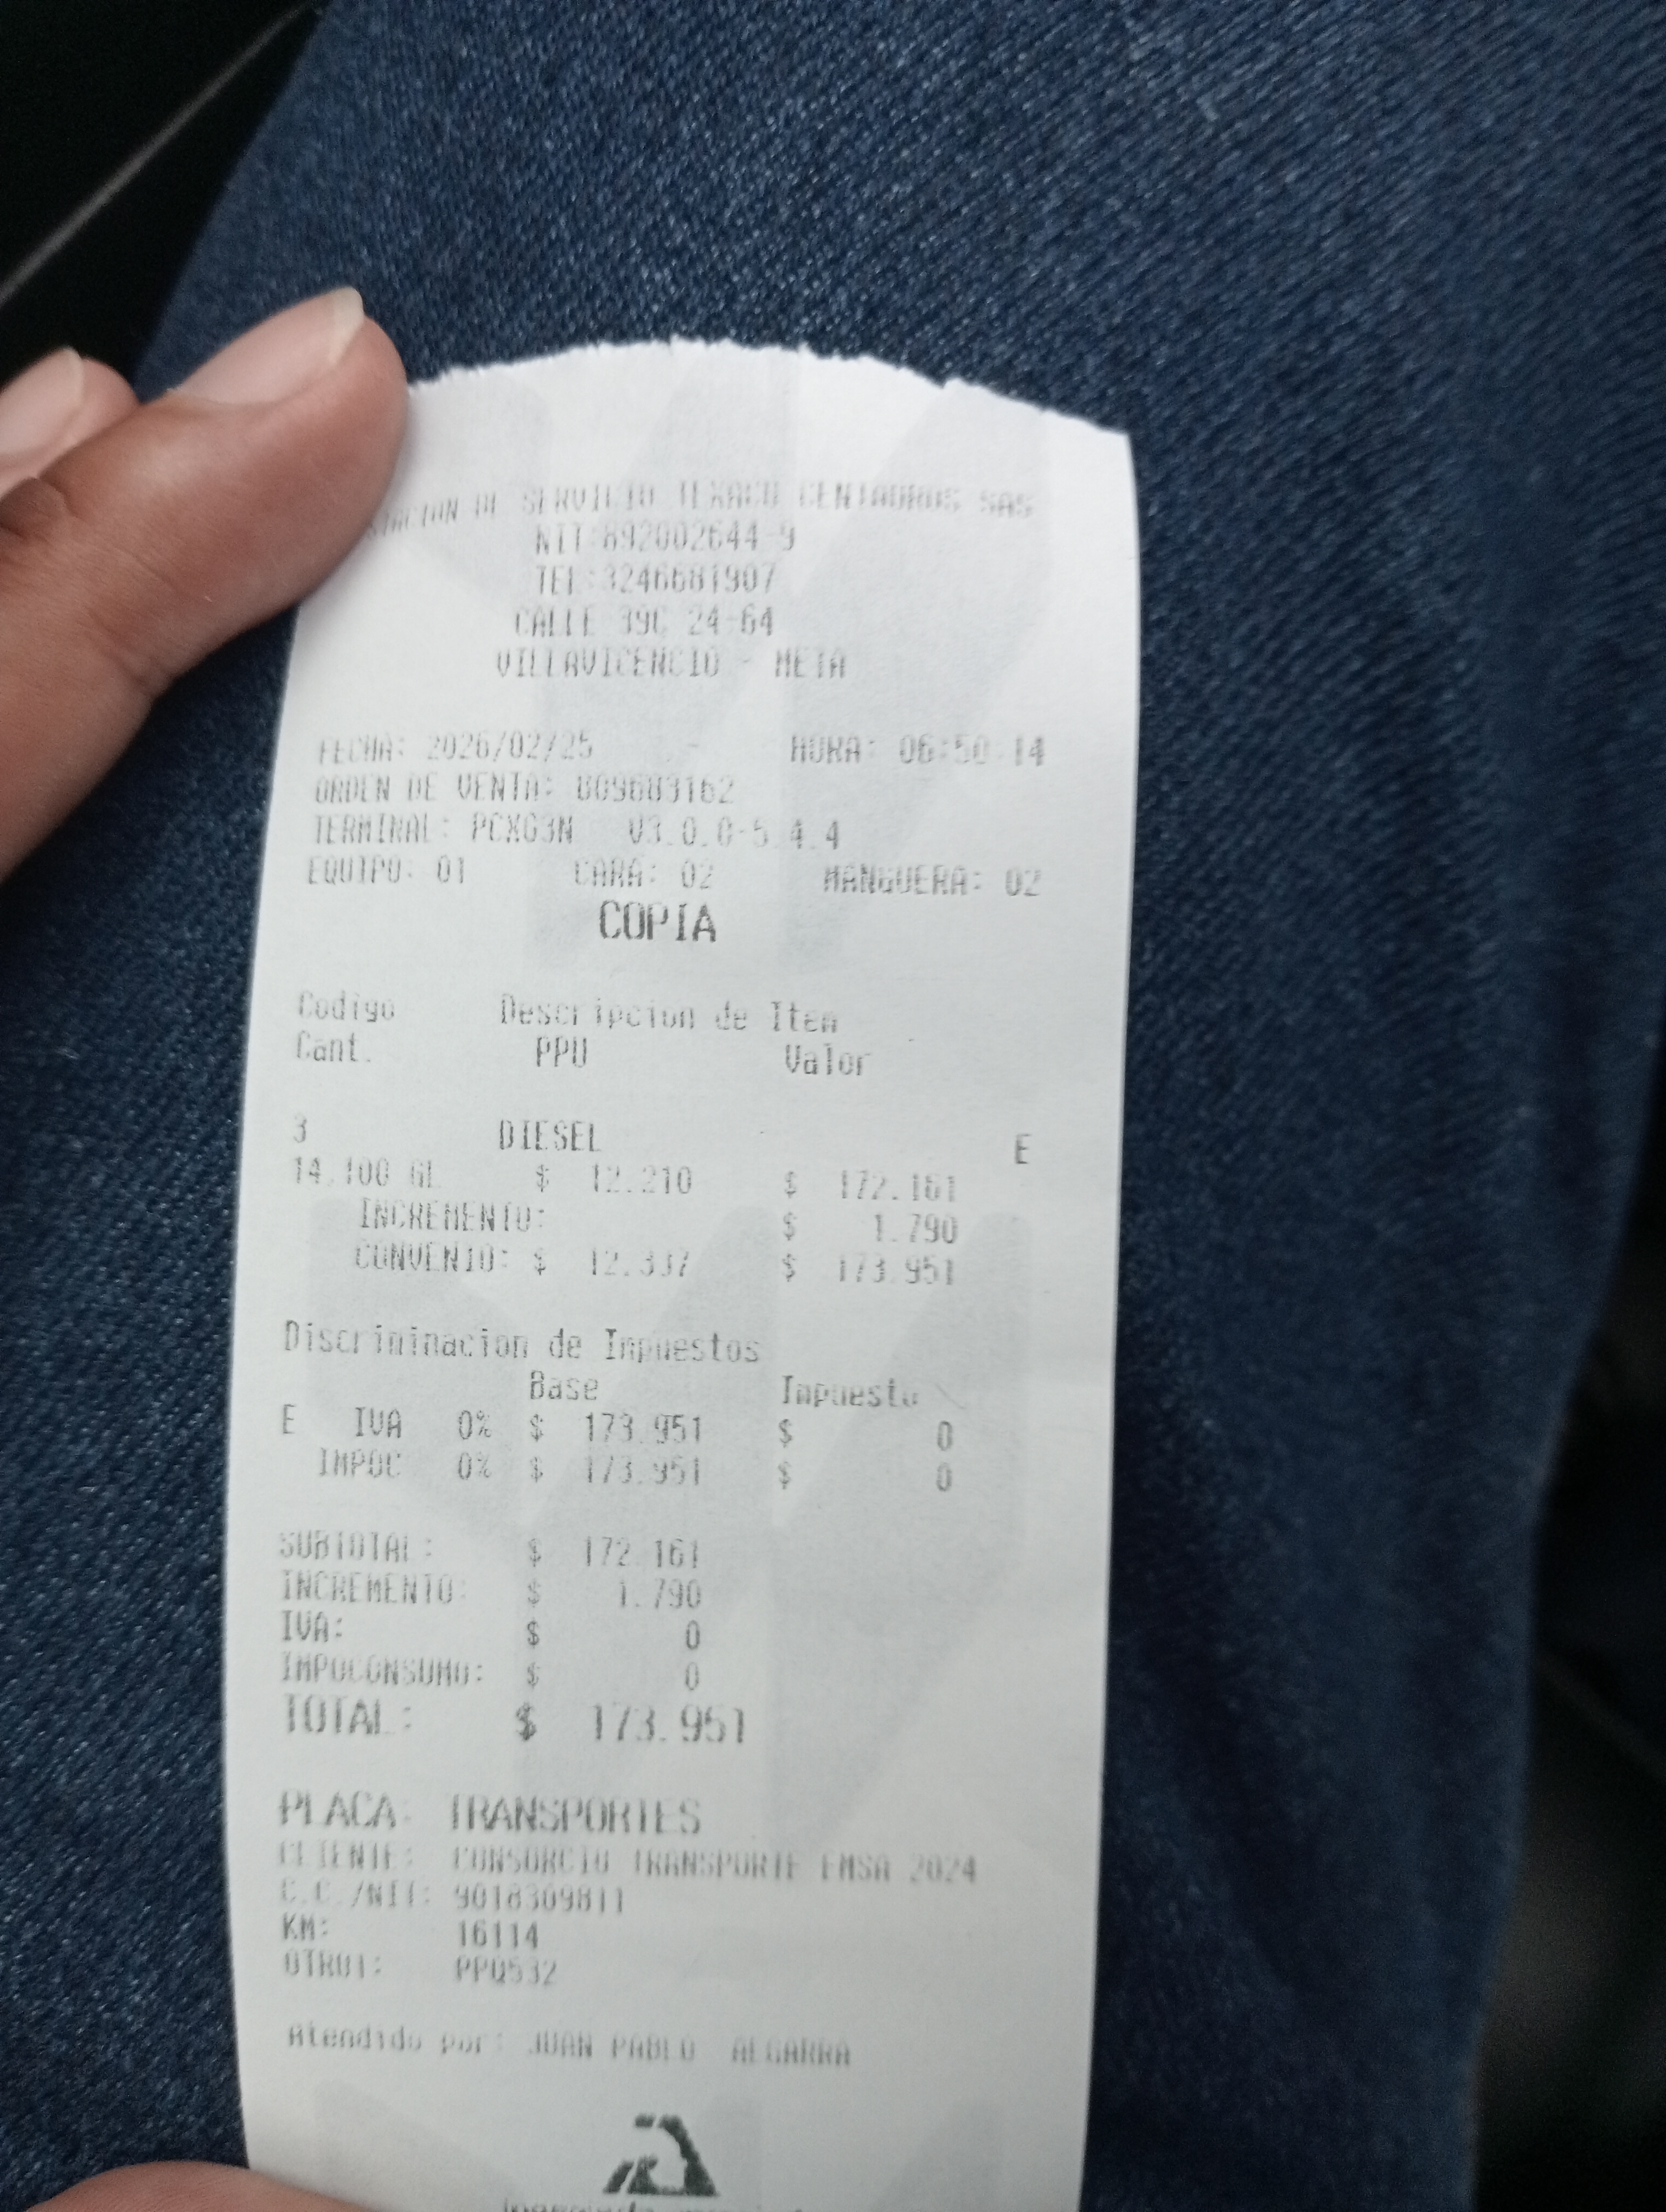 DE SERVICIO TEXACO CENTAUROS SAS
NIT:892002644-9
TEL:3246681907
CALLE 39C 24-64
VILLAVICENCIO - META
FECHA: 2026/02/25 HORA: 06:50:14
ORDEN DE VENTA: 809683162
TERMINAL: PCXG3N V3.0.0-5.4.4
EQUIPO: 01 CARA: 02 MANGUERA: 02
COPIA
Codigo Descripcion de Item
Cant. PPU Valor
3 DIESEL E
14,100 GL $ 12.210 $ 172.161
INCREMENTO: $ 1.790
CONVENIO: $ 12.337 $ 173.951
Discriminacion de Impuestos
Base Impuesto
E IVA 0% $ 173.951 $ 0
IMPOC 0% $ 173.951 $ 0
SUBTOTAL: $ 172.161
INCREMENTO: $ 1.790
IVA: $ 0
IMPOCONSUMO: $ 0
TOTAL: $ 173.951
PLACA: TRANSPORTES
CLIENTE: CONSORCIO TRANSPORTE EMSA 2024
C.C./NIT: 9018309811
KM: 16114
OTRO1: PPQ532
Atendido por: JUAN PABLO ALGARRA